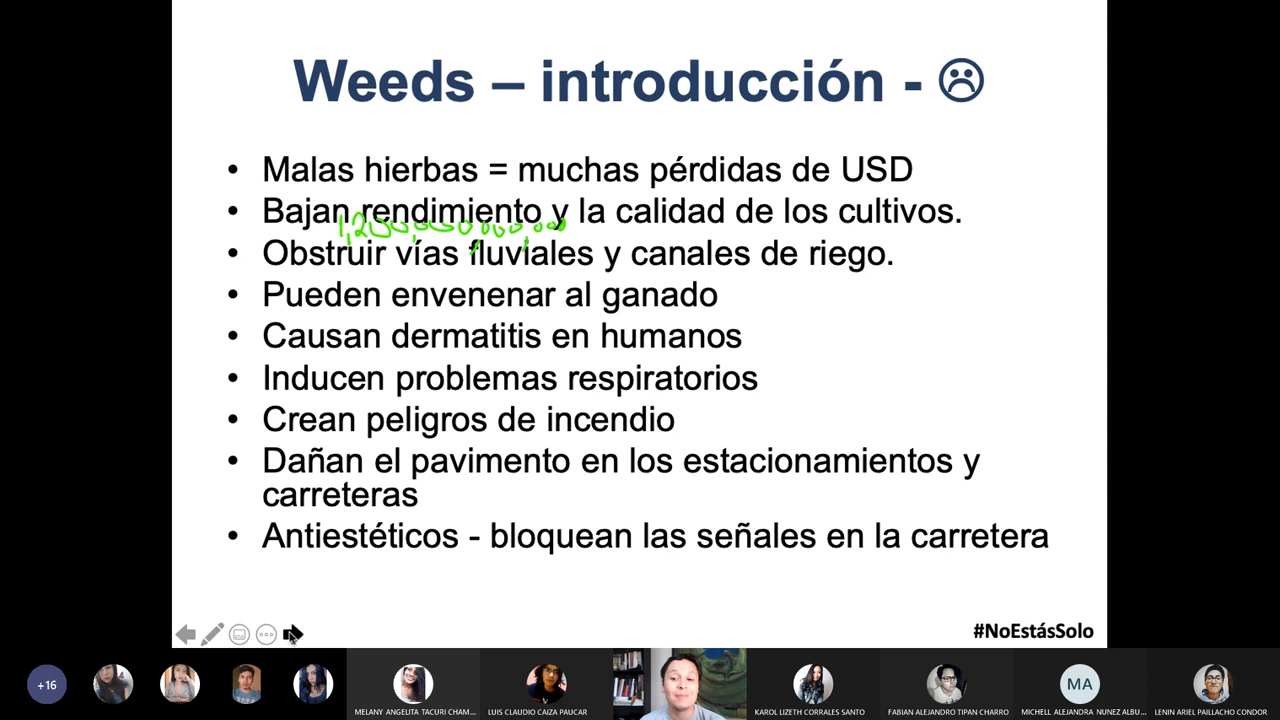 Weeds – introducción - ☹
• Malas hierbas = muchas pérdidas de USD
• Bajan rendimiento y la calidad de los cultivos.
• Obstruir vías fluviales y canales de riego.
• Pueden envenenar al ganado
• Causan dermatitis en humanos
• Inducen problemas respiratorios
• Crean peligros de incendio
• Dañan el pavimento en los estacionamientos y
carreteras
• Antiestéticos - bloquean las señales en la carretera
#NoEstásSolo
+16
MA
MELANY ANGELITA TACURI CHAM...
LUIS CLAUDIO CAIZA PAUCAR
KAROL LIZETH CORRALES SANTO
FABIAN ALEJANDRO TIPAN CHARRO
MICHELL ALEJANDRA NUNEZ ALBU...
LENIN ARIEL PAILLACHO CONDOR